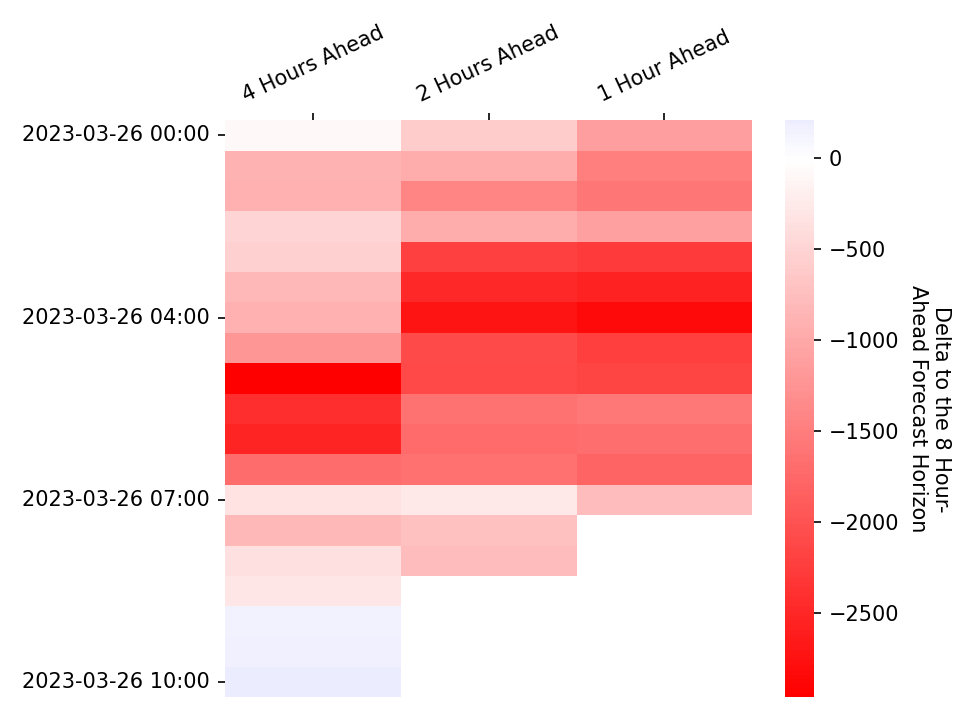 4 Hours Ahead
2 Hours Ahead
1 Hour Ahead
2023-03-26 00:00
2023-03-26 04:00
2023-03-26 07:00
2023-03-26 10:00
0
−500
−1000
−1500
−2000
−2500
Delta to the 8 Hour-
Ahead Forecast Horizon